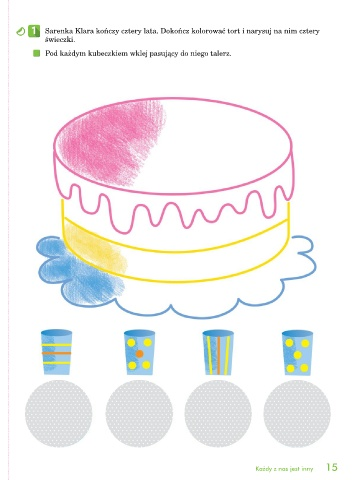 1 Sarenka Klara kończy cztery lata. Dokończ kolorować tort i narysuj na nim cztery
świeczki.
Pod każdym kubeczkiem wklej pasujący do niego talerz.
Każdy z nas jest inny 15